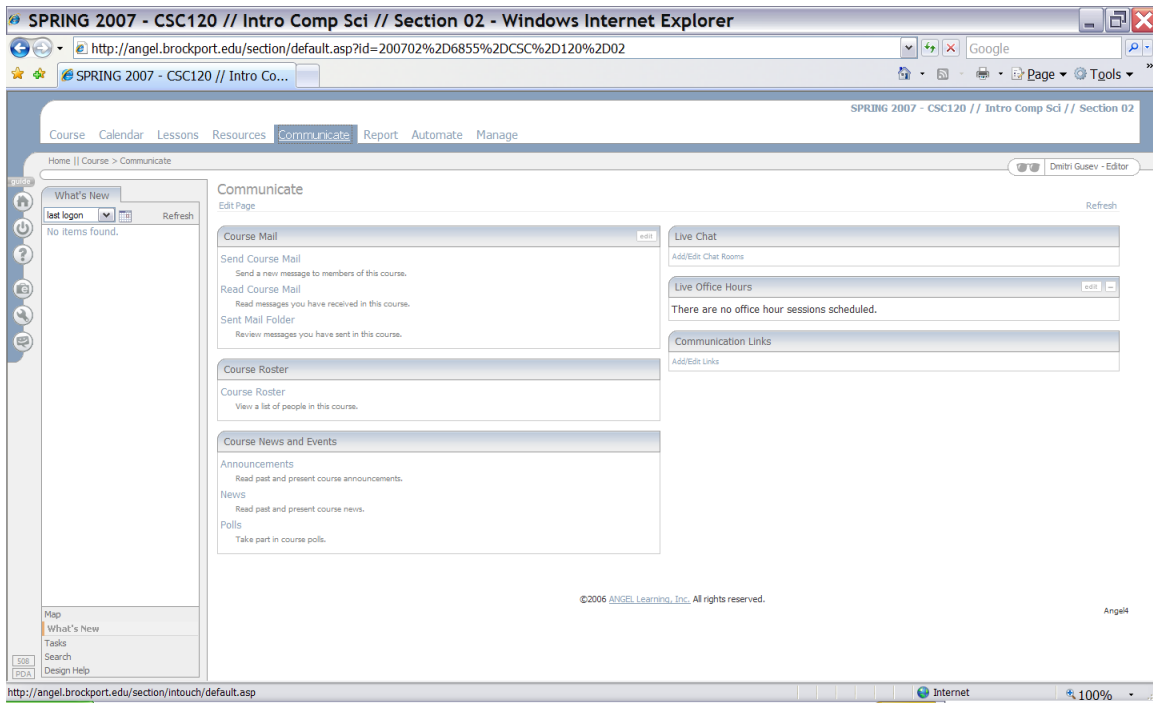 SPRING 2007 - CSC120 // Intro Comp Sci // Section 02 - Windows Internet Explorer
http://angel.brockport.edu/section/default.asp?id=200702%2D6855%2DCSC%2D120%2D02
Google
SPRING 2007 - CSC120 // Intro Co...
Page
Tools
SPRING 2007 - CSC120 // Intro Comp Sci // Section 02
Course Calendar Lessons Resources Communicate Report Automate Manage
Home || Course > Communicate
Dmitri Gusev - Editor
guide
What's New
last logon
Refresh
No items found.
Map
What's New
Tasks
Search
Design Help
508
PDA
Communicate
Edit Page
Refresh
Course Mail
edit
Send Course Mail
Send a new message to members of this course.
Read Course Mail
Read messages you have received in this course.
Sent Mail Folder
Review messages you have sent in this course.
Course Roster
Course Roster
View a list of people in this course.
Course News and Events
Announcements
Read past and present course announcements.
News
Read past and present course news.
Polls
Take part in course polls.
Live Chat
Add/Edit Chat Rooms
Live Office Hours
edit
There are no office hour sessions scheduled.
Communication Links
Add/Edit Links
©2006 ANGEL Learning, Inc. All rights reserved.
Angel4
http://angel.brockport.edu/section/intouch/default.asp
Internet
100%